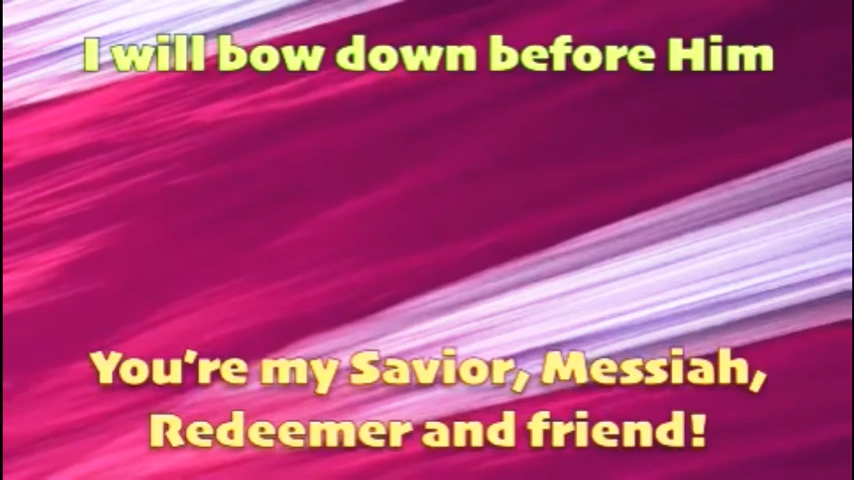 I will bow down before Him
You're my Savior, Messiah,
Redeemer and friend!